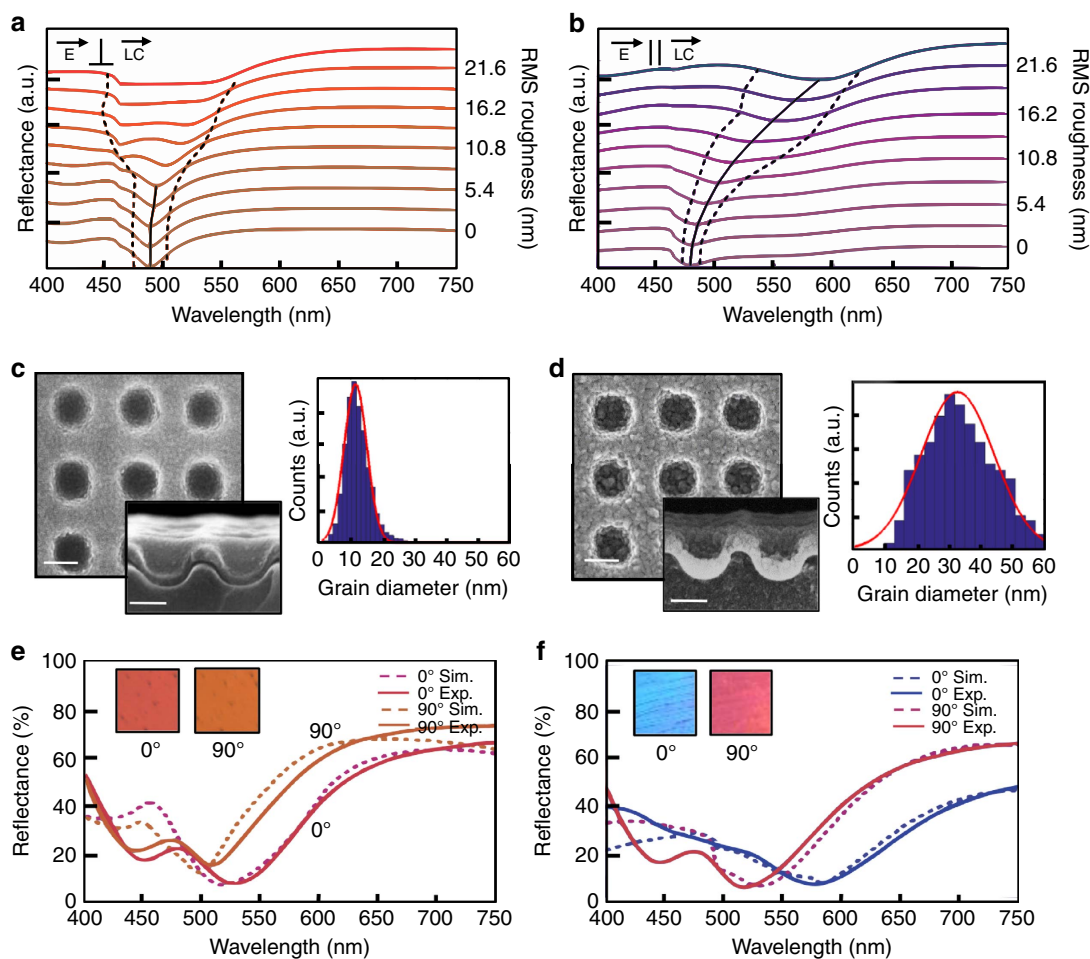 a
E ⊥ LC
Reflectance (a.u.)
21.6
16.2
10.8
5.4
0
RMS roughness (nm)
400 450 500 550 600 650 700 750
Wavelength (nm)
b
E || LC
Reflectance (a.u.)
21.6
16.2
10.8
5.4
0
RMS roughness (nm)
400 450 500 550 600 650 700 750
Wavelength (nm)
c
Counts (a.u.)
0 10 20 30 40 50 60
Grain diameter (nm)
d
Counts (a.u.)
0 10 20 30 40 50 60
Grain diameter (nm)
e
Reflectance (%)
100
80
60
40
20
0
0° 90°
0° Sim.
0° Exp.
90° Sim.
90° Exp.
90°
0°
400 450 500 550 600 650 700 750
Wavelength (nm)
f
Reflectance (%)
100
80
60
40
20
0
0° 90°
0° Sim.
0° Exp.
90° Sim.
90° Exp.
400 450 500 550 600 650 700 750
Wavelength (nm)